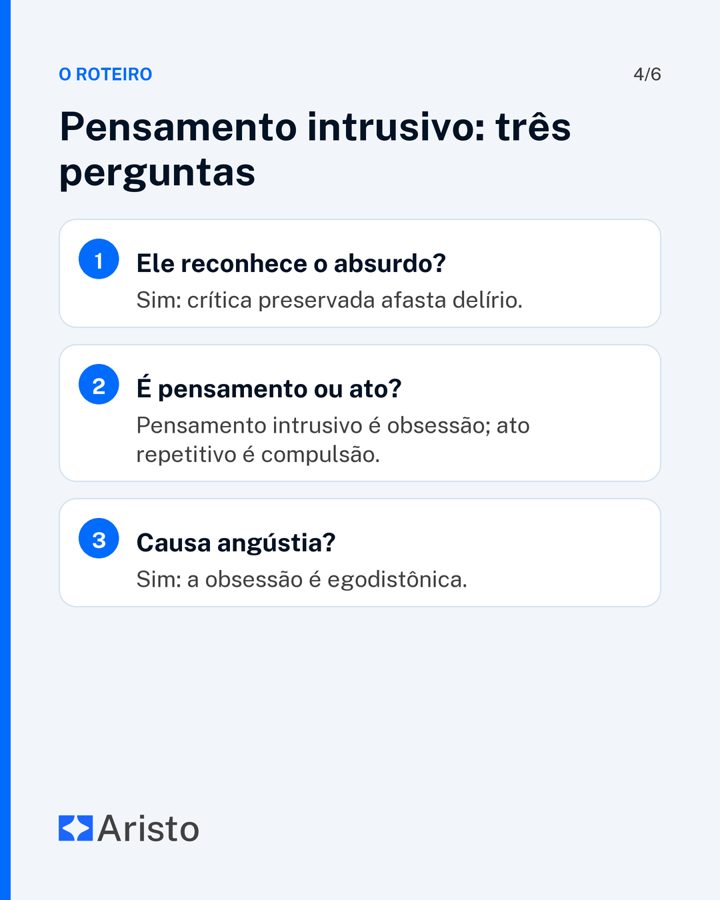 O ROTEIRO
4/6
Pensamento intrusivo: três
perguntas
1
Ele reconhece o absurdo?
Sim: crítica preservada afasta delírio.
2
É pensamento ou ato?
Pensamento intrusivo é obsessão; ato
repetitivo é compulsão.
3
Causa angústia?
Sim: a obsessão é egodistônica.
Aristo